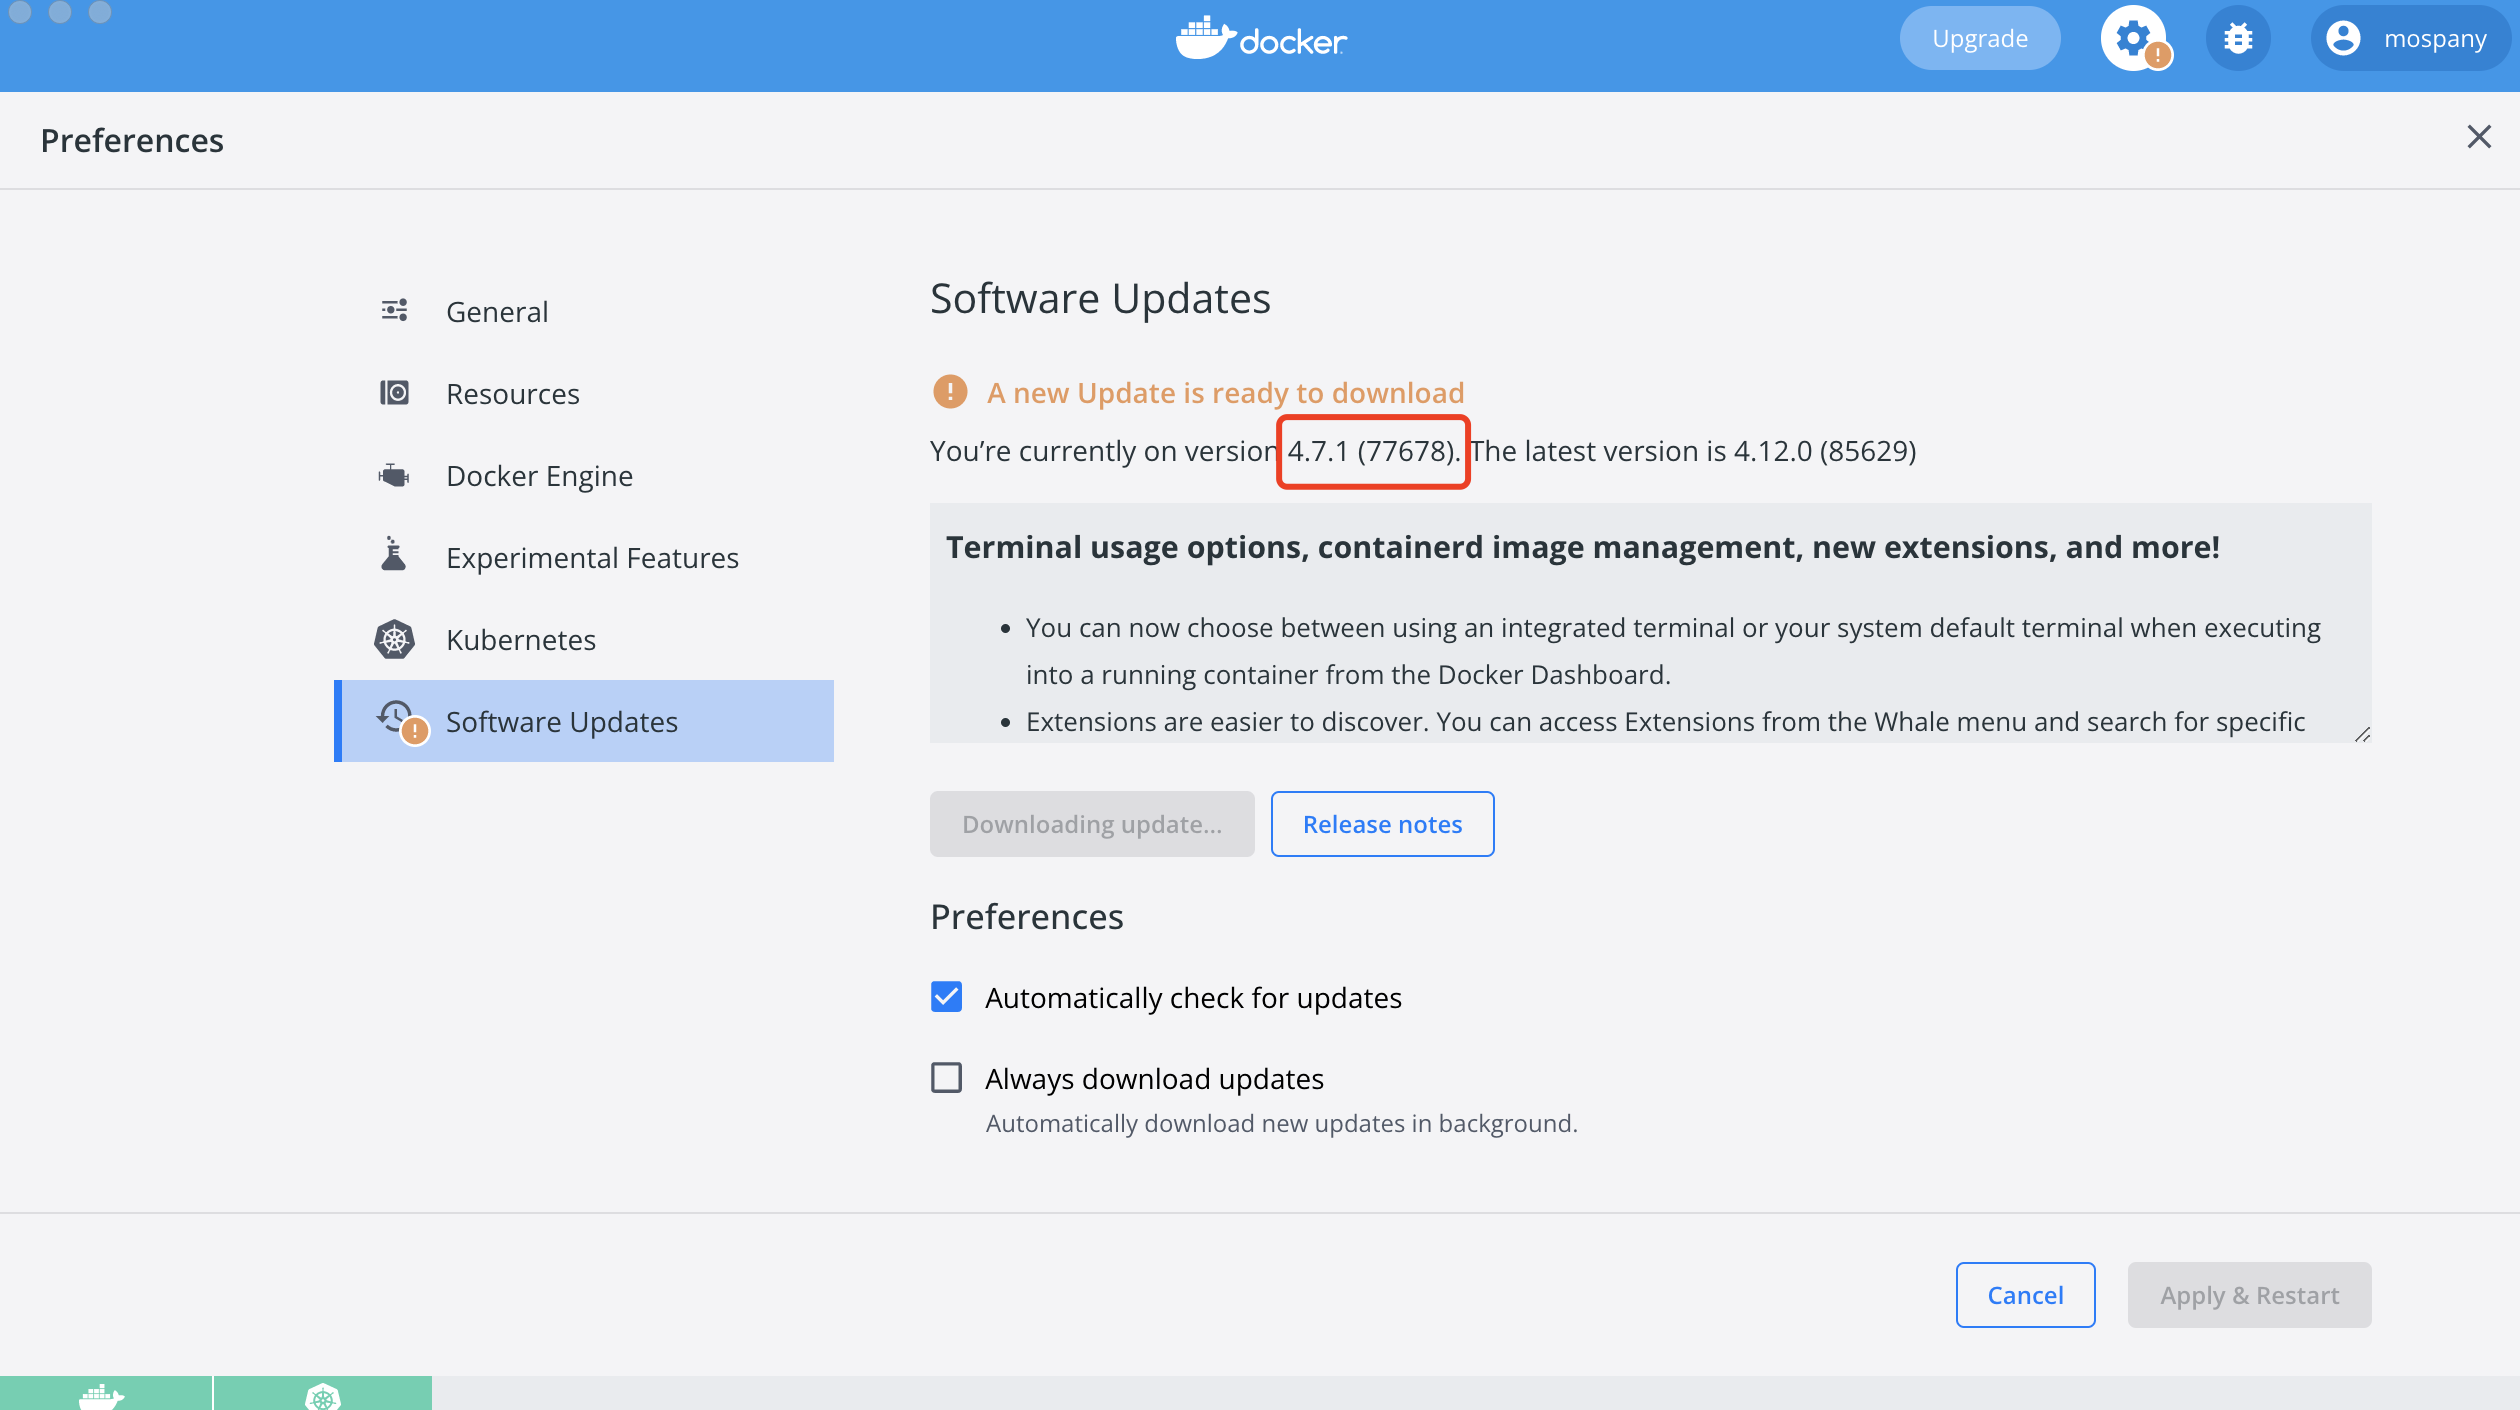 docker
Upgrade
mospany
Preferences
General
Resources
Docker Engine
Experimental Features
Kubernetes
Software Updates
Software Updates
A new Update is ready to download
You’re currently on version 4.7.1 (77678). The latest version is 4.12.0 (85629)
Terminal usage options, containerd image management, new extensions, and more!
You can now choose between using an integrated terminal or your system default terminal when executing
into a running container from the Docker Dashboard.
Extensions are easier to discover. You can access Extensions from the Whale menu and search for specific
Downloading update...
Release notes
Preferences
Automatically check for updates
Always download updates
Automatically download new updates in background.
Cancel
Apply & Restart